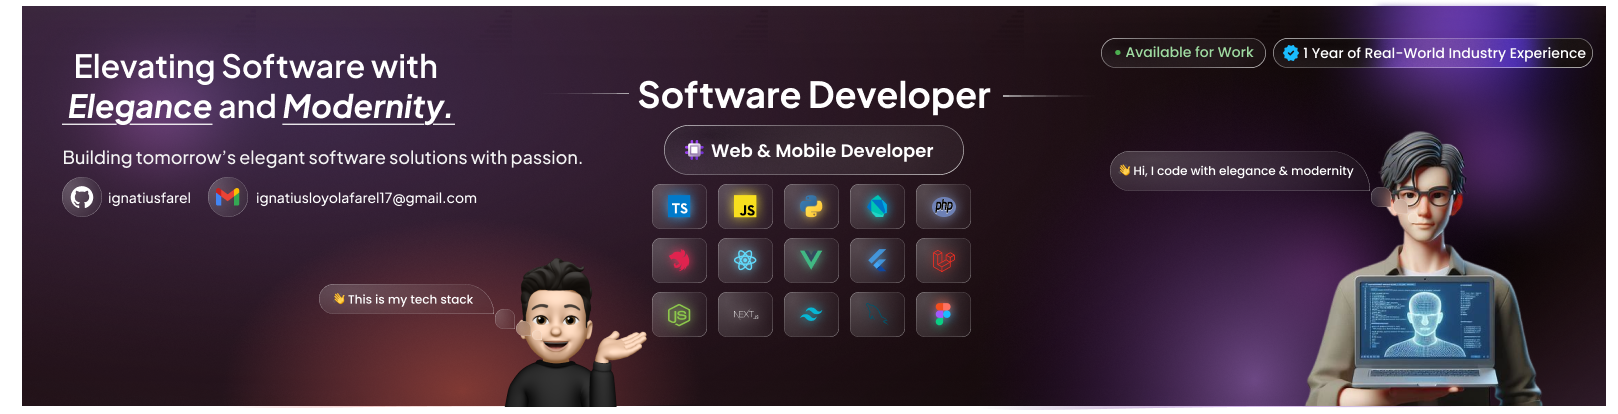 Elevating Software with
Elegance and Modernity.
Building tomorrow's elegant software solutions with passion.
ignatiusfarel
ignatiusloyolafarel17@gmail.com
👋 This is my tech stack
Software Developer
Web & Mobile Developer
TS
JS
php
JS
NEXT.JS
Available for Work
1 Year of Real-World Industry Experience
👋 Hi, I code with elegance & modernity